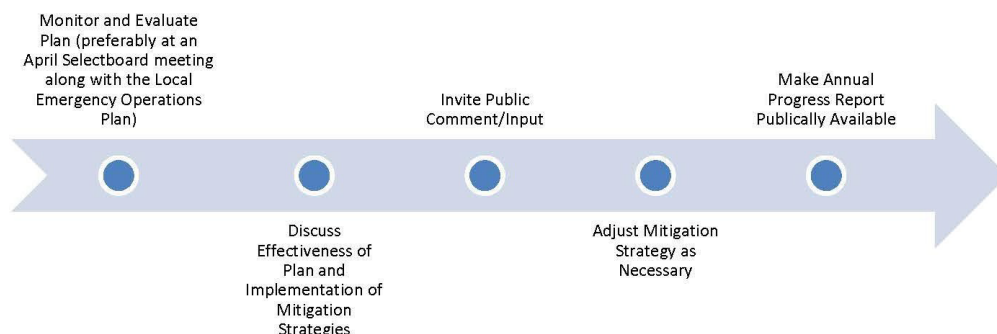 Monitor and Evaluate
Plan (preferably at an
April Selectboard meeting
along with the Local
Emergency Operations
Plan)
Discuss
Effectiveness of
Plan and
Implementation of
Mitigation
Strategies
Invite Public
Comment/Input
Adjust Mitigation
Strategy as
Necessary
Make Annual
Progress Report
Publically Available